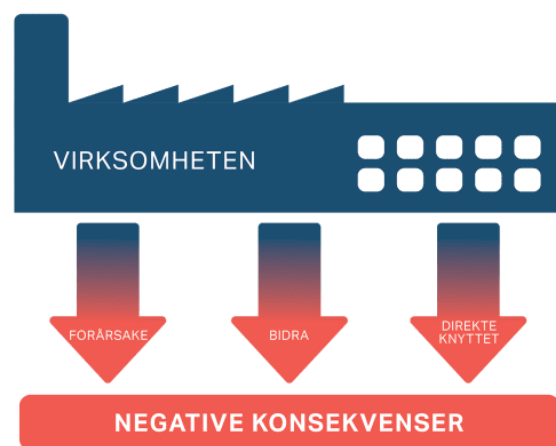 VIRKSOMHETEN
FORÅRSAKE
BIDRA
DIREKTE
KNYTTET
NEGATIVE KONSEKVENSER